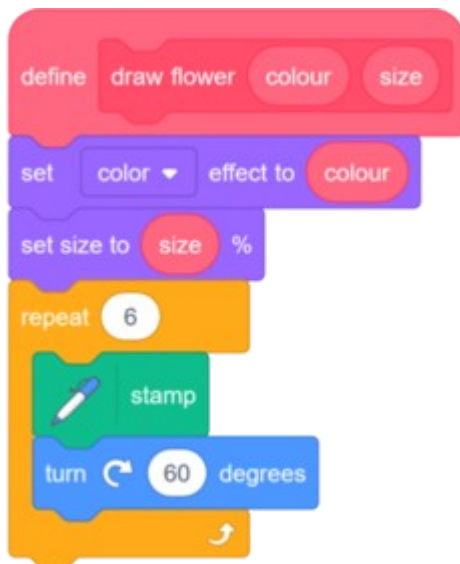 define draw flower colour size
set color effect to colour
set size to size %
repeat 6
stamp
turn 60 degrees